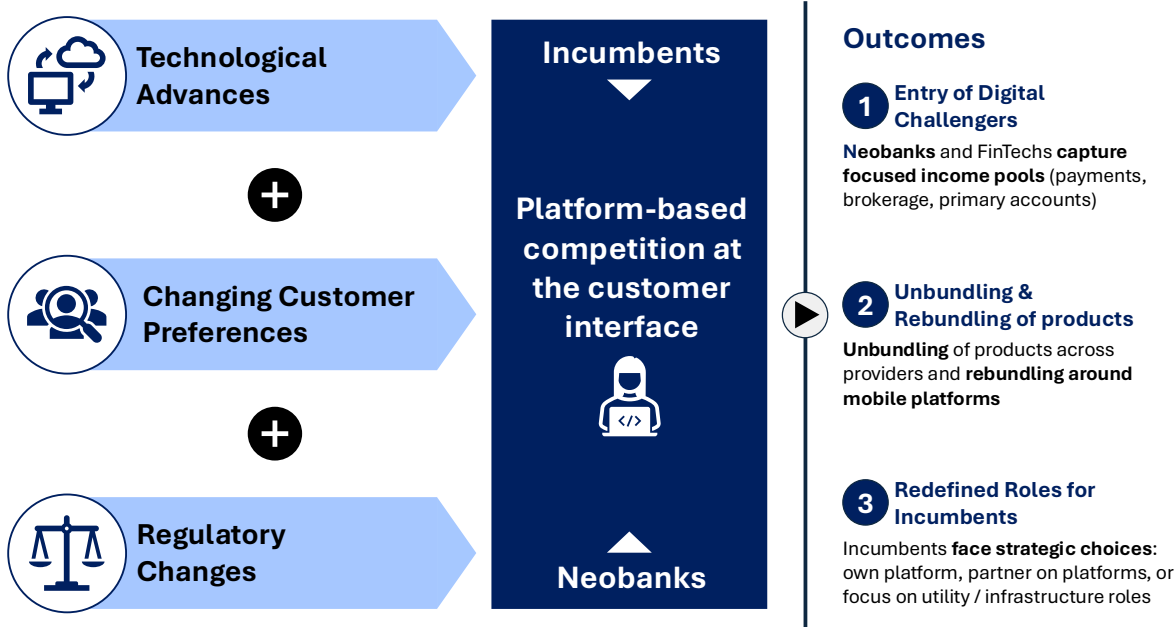 Technological
Advances
Changing Customer
Preferences
Regulatory
Changes
Incumbents
Platform-based
competition at
the customer
interface
</>
Neobanks
Outcomes
1
Entry of Digital
Challengers
Neobanks and FinTechs capture
focused income pools (payments,
brokerage, primary accounts)
2
Unbundling &
Rebundling of products
Unbundling of products across
providers and rebundling around
mobile platforms
3
Redefined Roles for
Incumbents
Incumbents face strategic choices:
own platform, partner on platforms, or
focus on utility / infrastructure roles